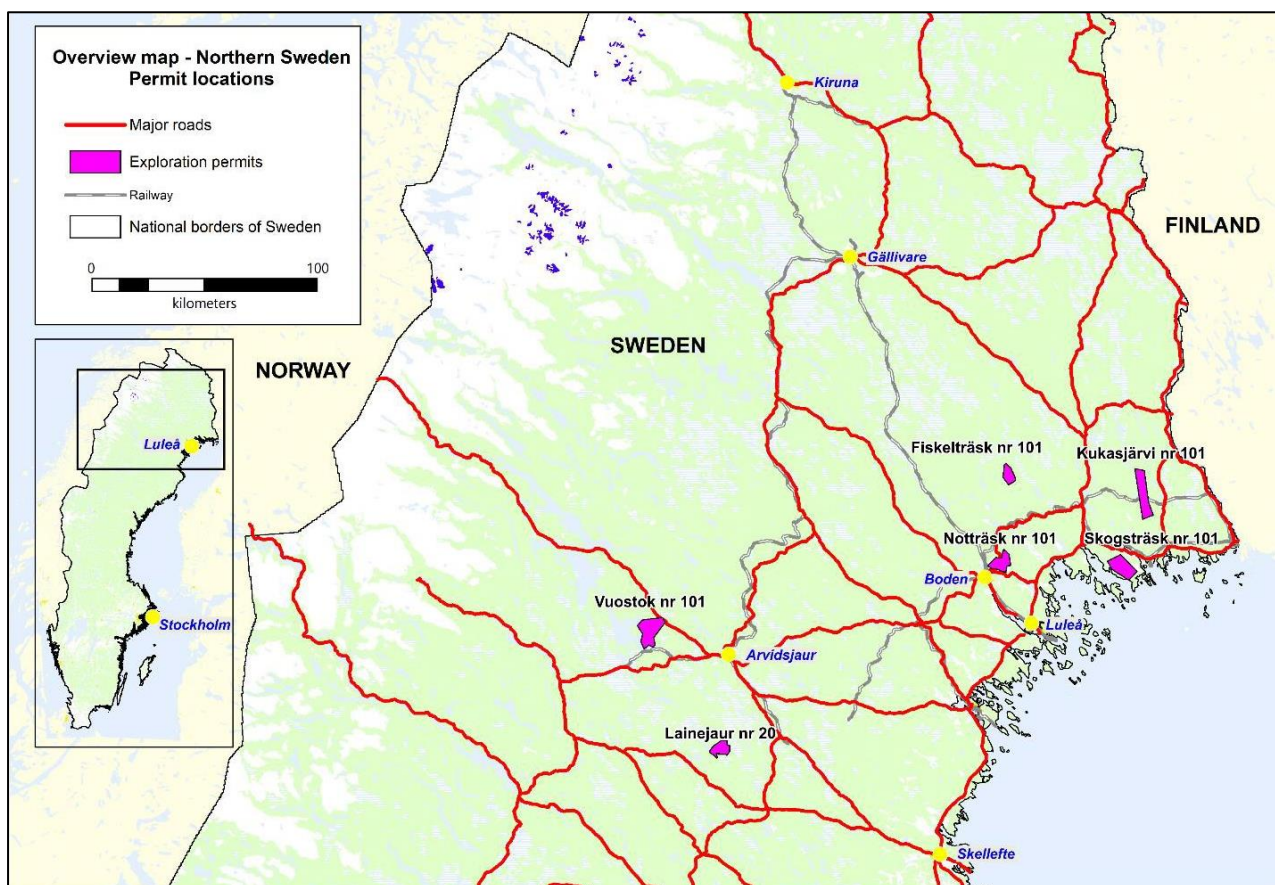 Overview map - Northern Sweden
Permit locations
Major roads
Exploration permits
Railway
National borders of Sweden
0 100
kilometers
Luleå
Stockholm
Kiruna
FINLAND
Gällivare
SWEDEN
NORWAY
Fiskelträsk nr 101
Kukasjärvi nr 101
Notträsk nr 101
Skogsträsk nr 101
Boden
Vuostok nr 101
Luleå
Arvidsjaur
Lainejaur nr 20
Skellefte